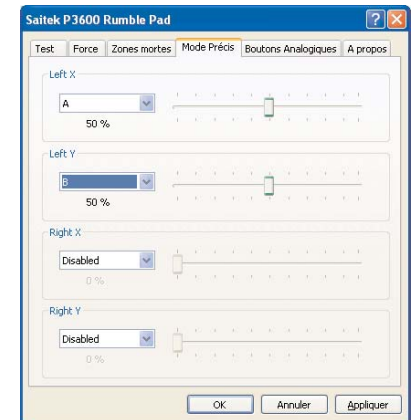 Saitek P3600 Rumble Pad
Test Force Zones mortes Mode Précis Boutons Analogiques A propos
Left X
A
50 %
Left Y
B
50 %
Right X
Disabled
0 %
Right Y
Disabled
0 %
OK Annuler Appliquer